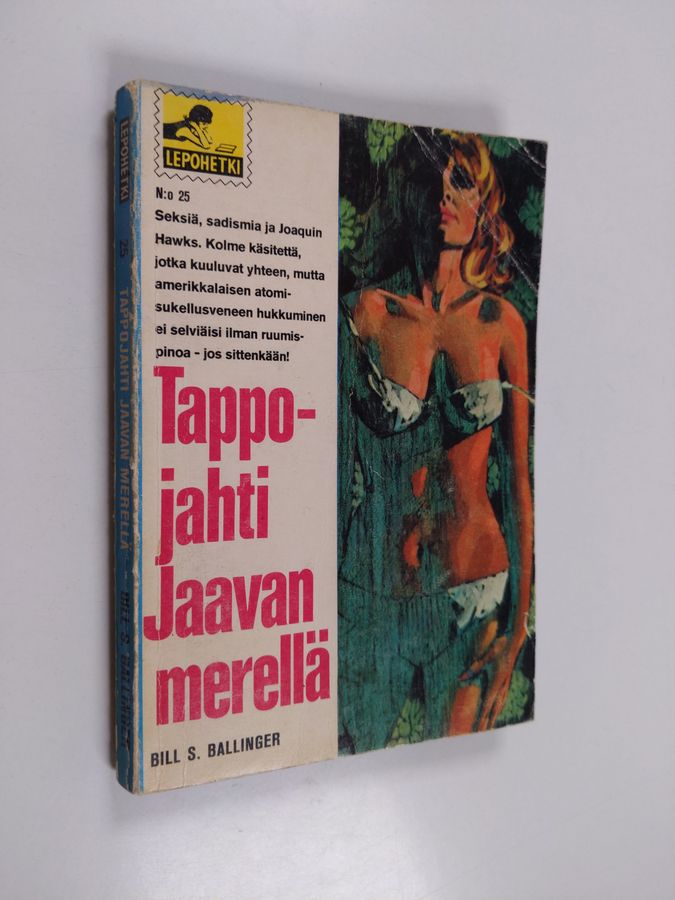 LEPOHETKI
N:o 25
Seksiä, sadismia ja Joaquin
Hawks. Kolme käsitettä,
jotka kuuluvat yhteen, mutta
amerikkalaisen atomi-
sukellusveneen hukkuminen
ei selviäisi ilman ruumis-
pinoa - jos sittenkään!
Tappo-
jahti
Jaavan
merellä
BILL S. BALLINGER
LEPOHETKI 25 TAPPOJAHTI JAAVAN MERELLÄ - BILL S. BALLINGER